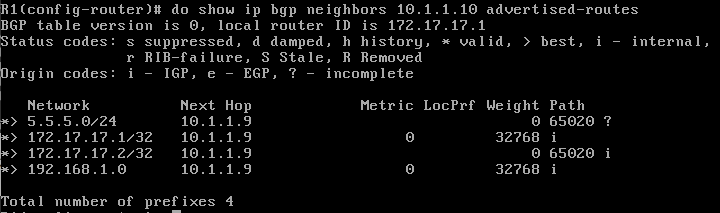 R1(config-router)# do show ip bgp neighbors 10.1.1.10 advertised-routes
BGP table version is 0, local router ID is 172.17.17.1
Status codes: s suppressed, d damped, h history, * valid, > best, i - internal,
              r RIB-failure, S Stale, R Removed
Origin codes: i - IGP, e - EGP, ? - incomplete

   Network          Next Hop            Metric LocPrf Weight Path
*> 5.5.5.0/24       10.1.1.9                               0 65020 ?
*> 172.17.17.1/32   10.1.1.9                 0         32768 i
*> 172.17.17.2/32   10.1.1.9                               0 65020 i
*> 192.168.1.0      10.1.1.9                 0         32768 i

Total number of prefixes 4